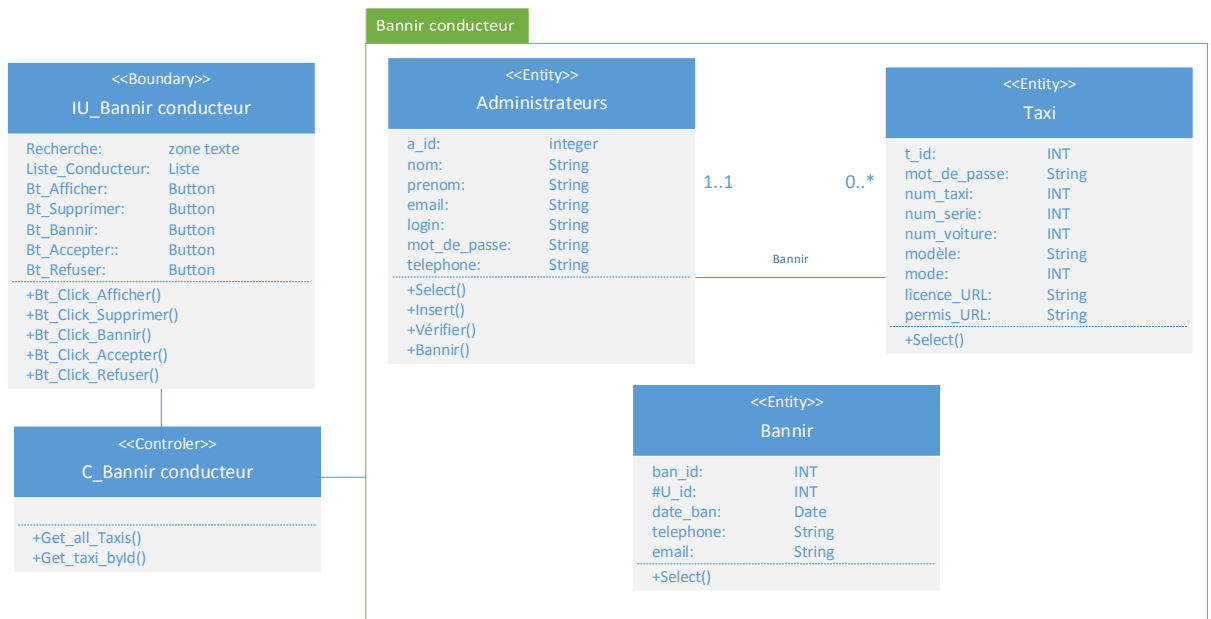 Bannir conducteur
<<Boundary>>
IU_Bannir conducteur
Recherche: zone texte
Liste_Conducteur: Liste
Bt_Afficher: Button
Bt_Supprimer: Button
Bt_Bannir: Button
Bt_Accepter:: Button
Bt_Refuser: Button
+Bt_Click_Afficher()
+Bt_Click_Supprimer()
+Bt_Click_Bannir()
+Bt_Click_Accepter()
+Bt_Click_Refuser()
<<Controler>>
C_Bannir conducteur
+Get_all_Taxis()
+Get_taxi_byId()
<<Entity>>
Administrateurs
a_id: integer
nom: String
prenom: String
email: String
login: String
mot_de_passe: String
telephone: String
+Select()
+Insert()
+Vérifier()
+Bannir()
1..1 0..*
Bannir
<<Entity>>
Taxi
t_id: INT
mot_de_passe: String
num_taxi: INT
num_serie: INT
num_voiture: INT
modèle: String
mode: INT
licence_URL: String
permis_URL: String
+Select()
<<Entity>>
Bannir
ban_id: INT
#U_id: INT
date_ban: Date
telephone: String
email: String
+Select()